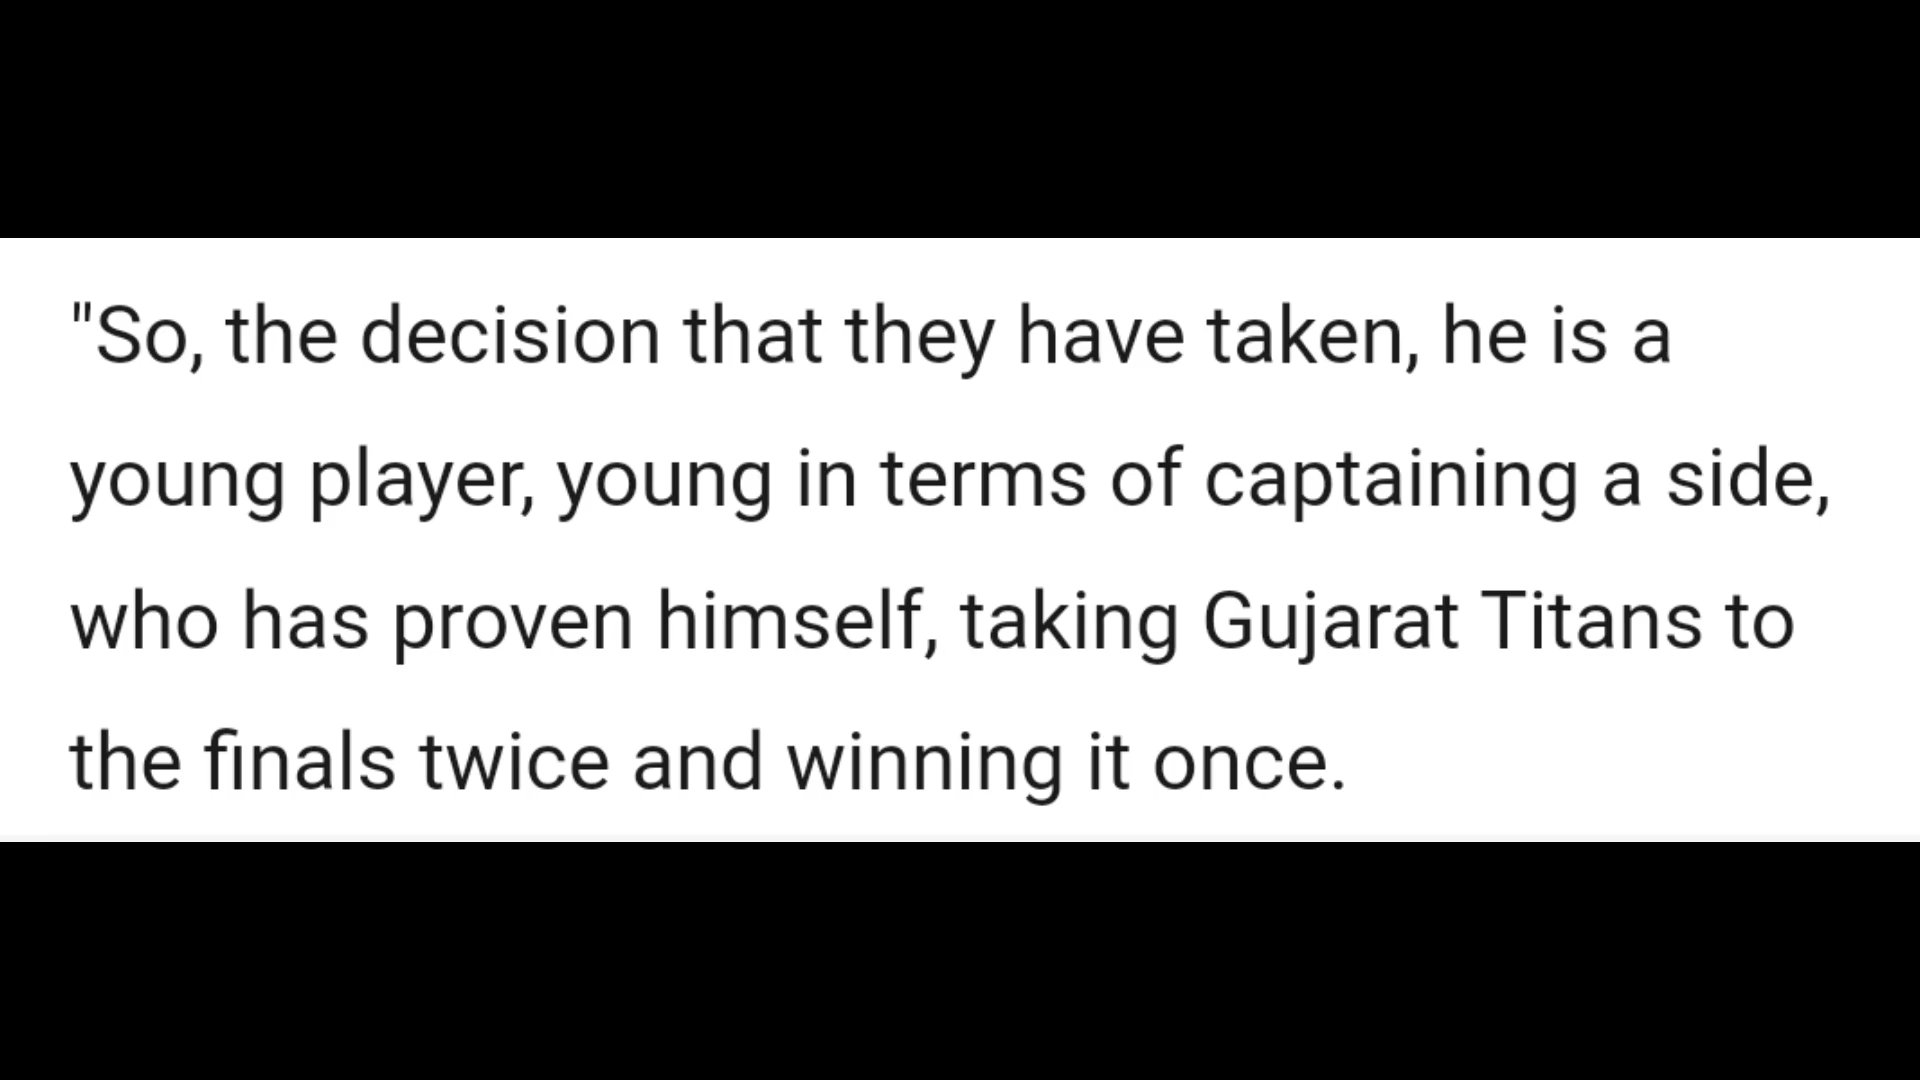 "So, the decision that they have taken, he is a
young player, young in terms of captaining a side,
who has proven himself, taking Gujarat Titans to
the finals twice and winning it once.